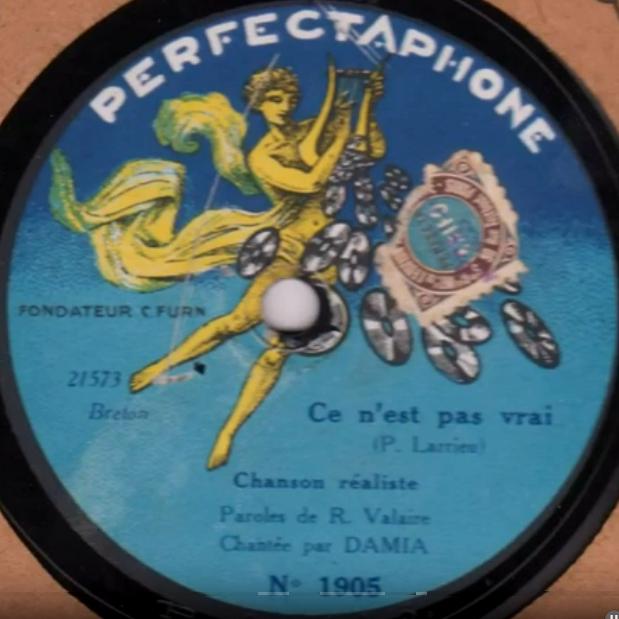 PERFECTAPHONE
FONDATEUR C. FURN
21573
Breton
Ce n'est pas vrai
(P. Larrieu)
Chanson réaliste
Paroles de R. Valaire
Chantée par DAMIA
Nº 1905